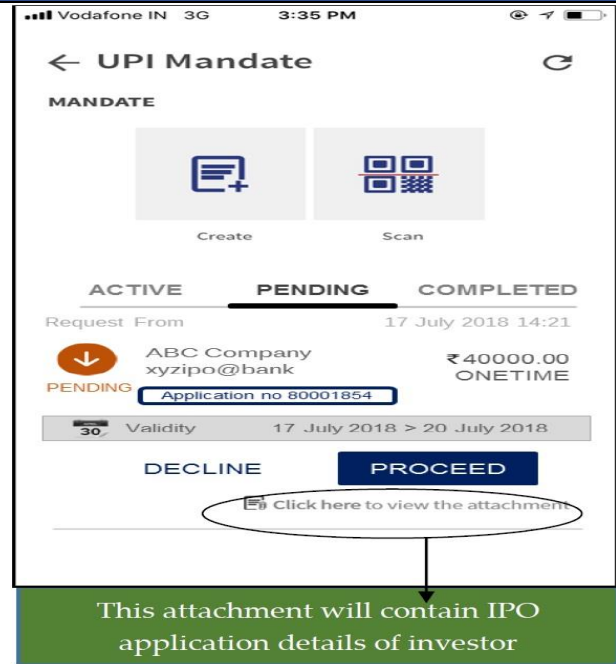 Vodafone IN 3G 3:35 PM
← UPI Mandate
MANDATE
Create Scan
ACTIVE PENDING COMPLETED
Request From 17 July 2018 14:21
ABC Company ₹40000.00
xyzipo@bank ONETIME
PENDING
Application no 80001854
30 Validity 17 July 2018 > 20 July 2018
DECLINE PROCEED
Click here to view the attachment
This attachment will contain IPO
application details of investor